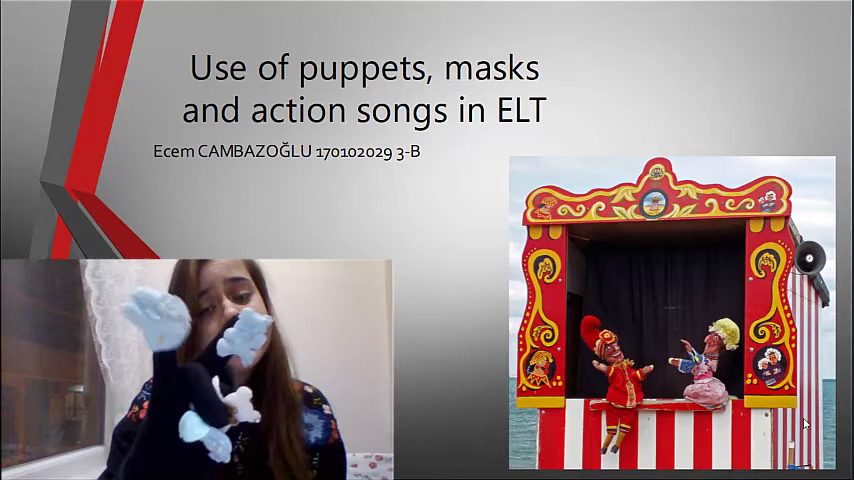 Use of puppets, masks
and action songs in ELT
Ecem CAMBAZOĞLU 170102029 3-B